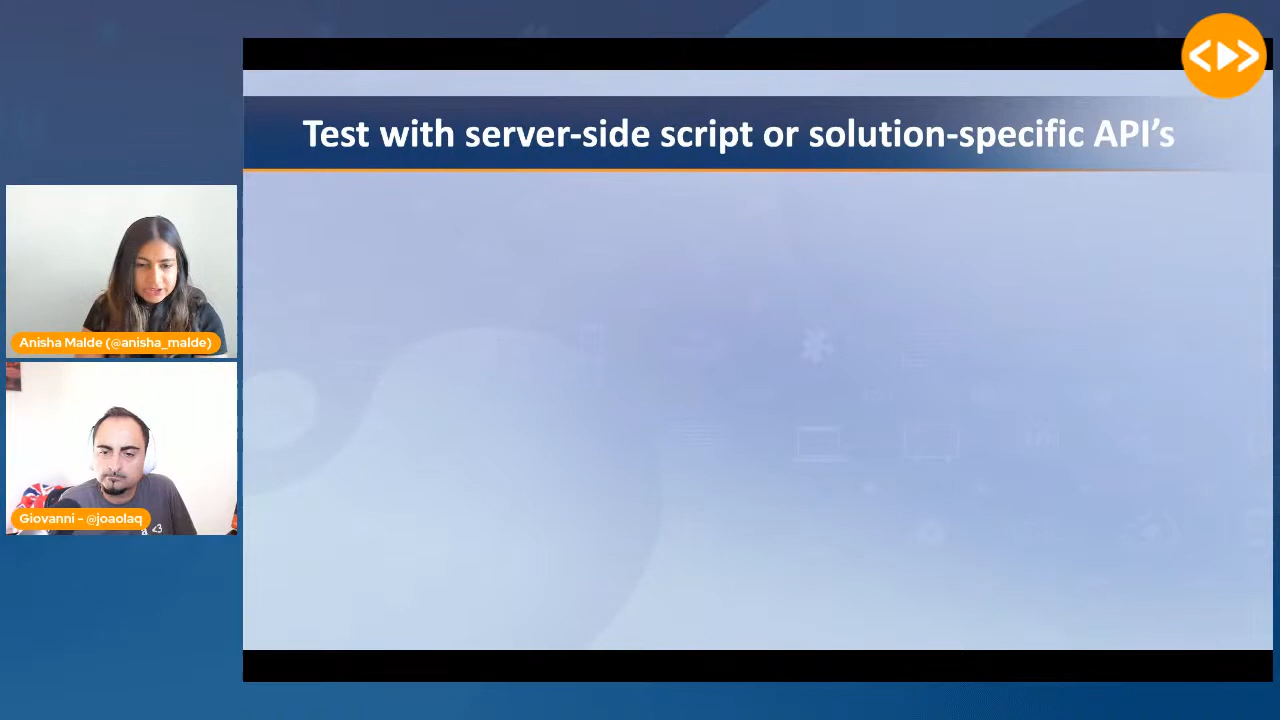 Test with server-side script or solution-specific API’s
Anisha Malde (@anisha_malde)
Giovanni - @joaolaq